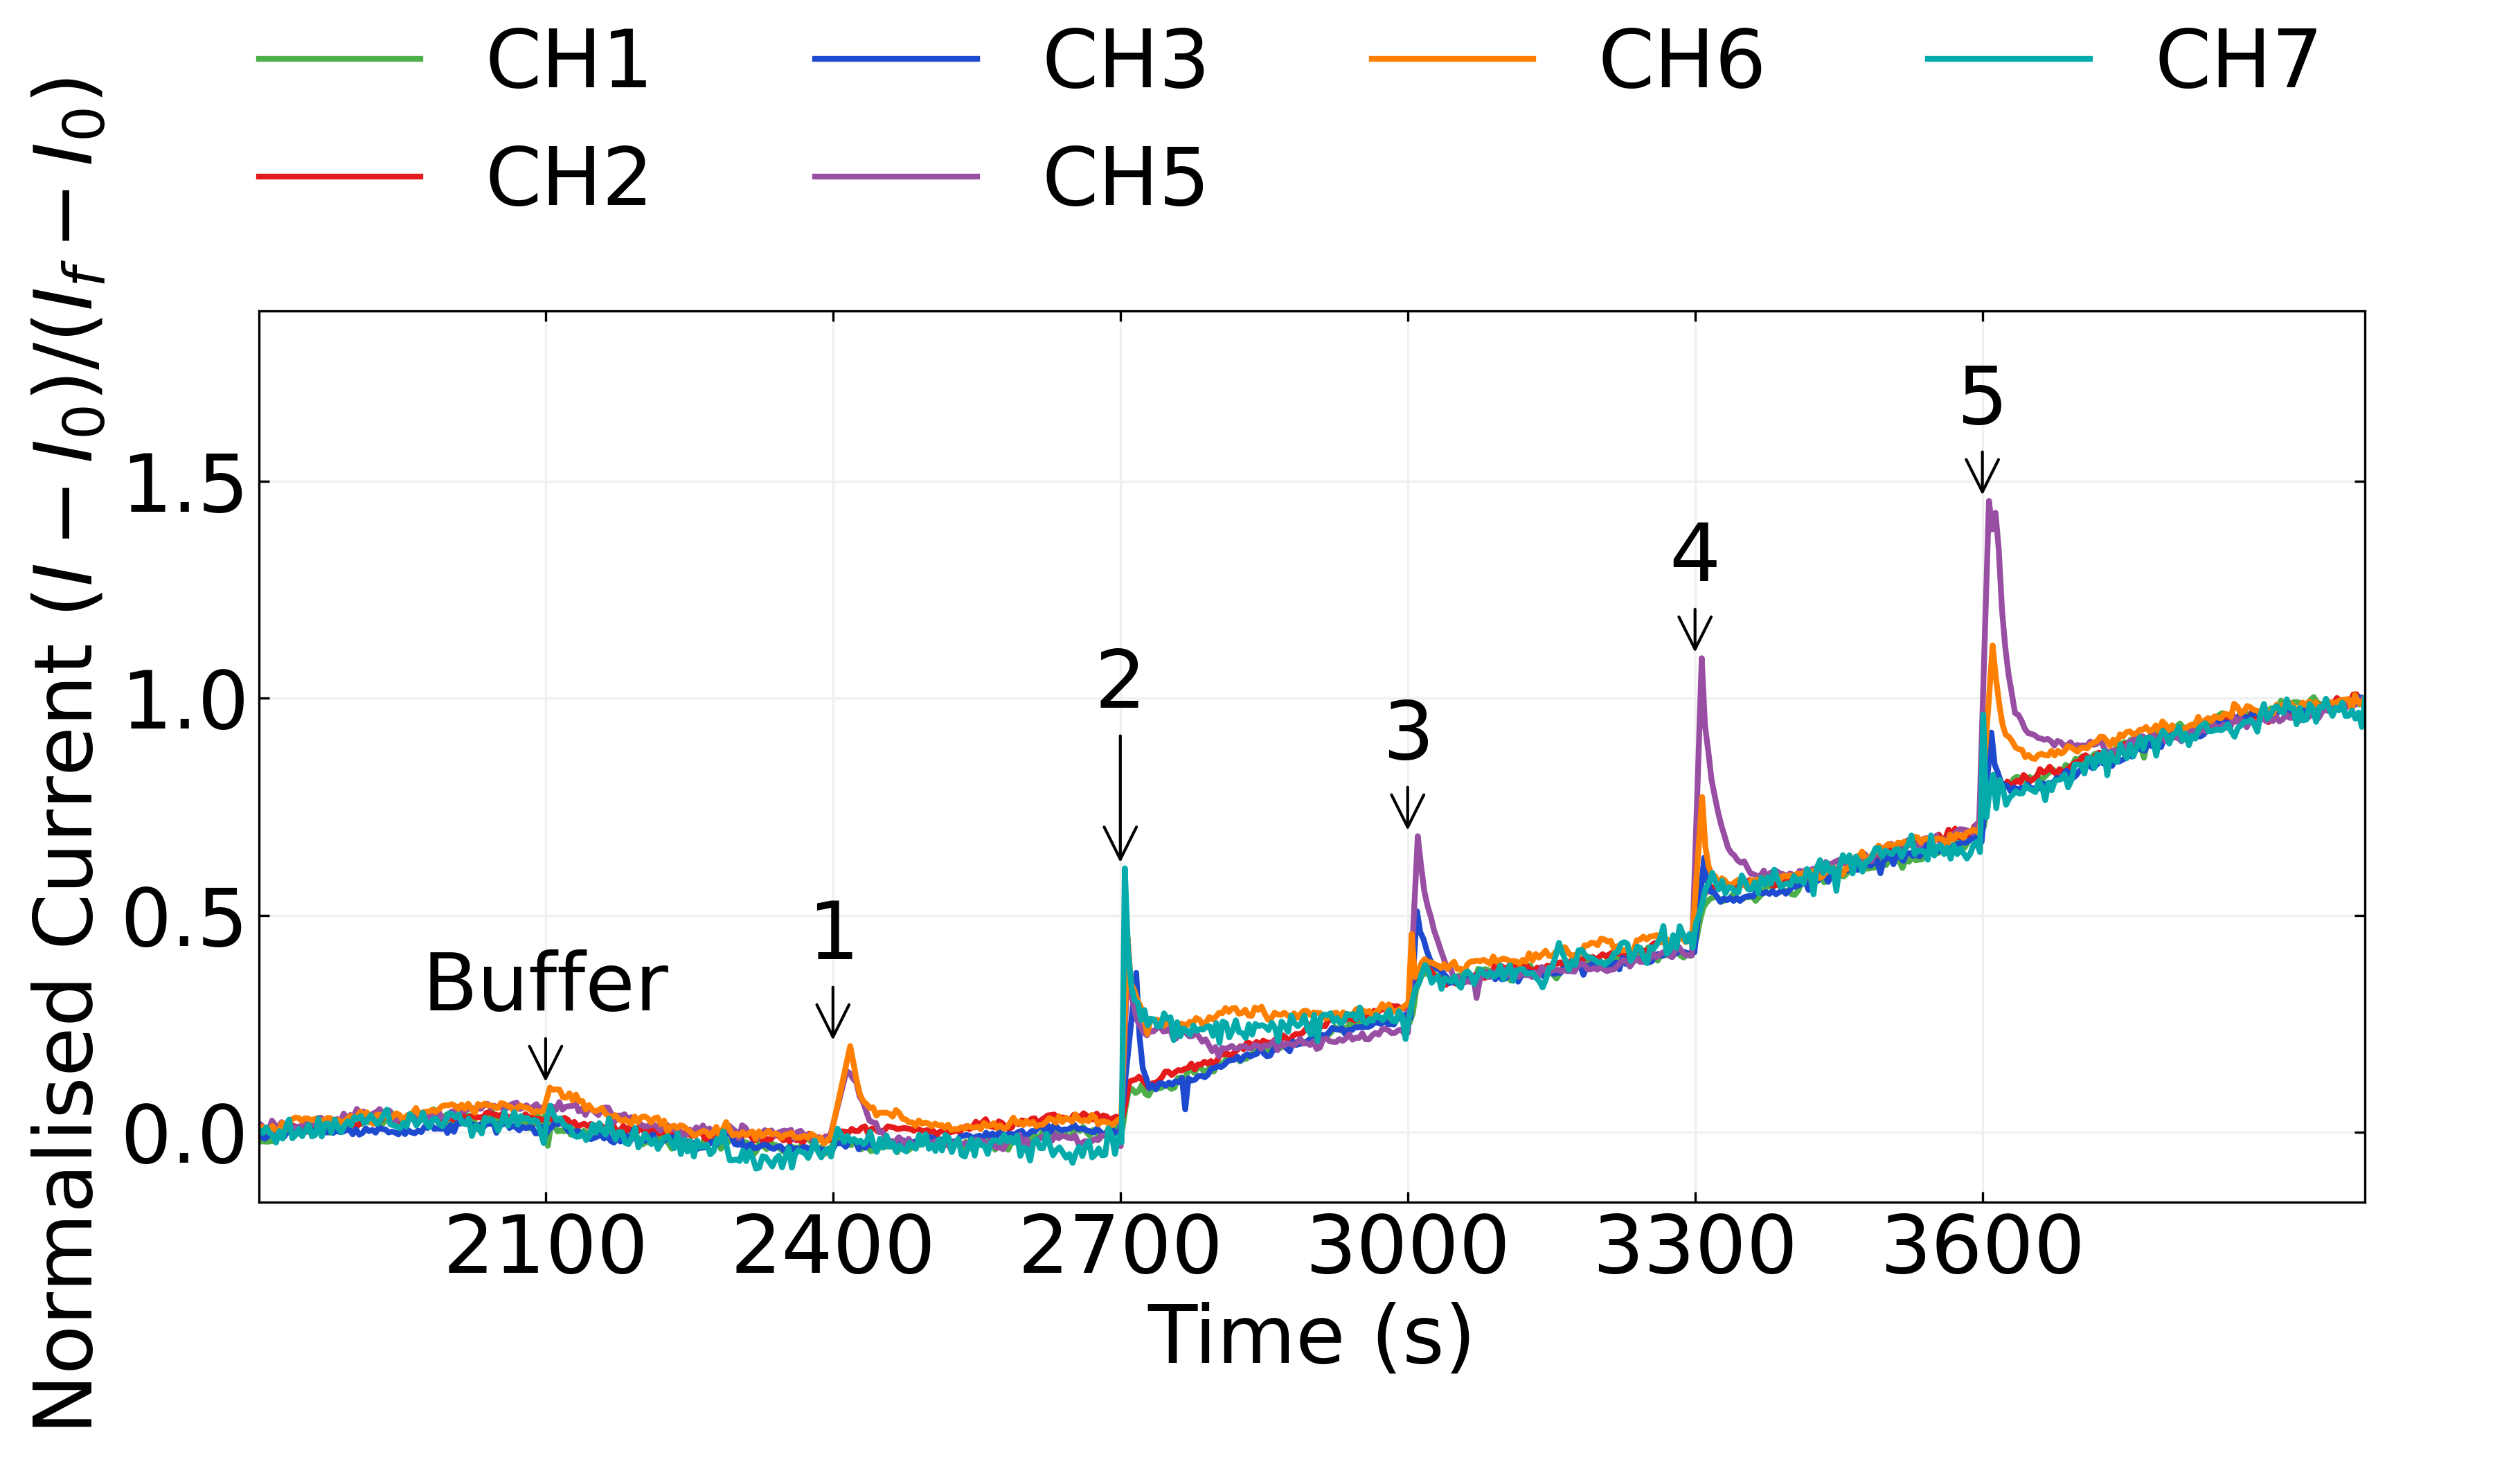 CH1 CH3 CH6 CH7
CH2 CH5
Normalised Current (I − I₀)/(I_f − I₀)
1.5
1.0
0.5
0.0
Buffer
1
2
3
4
5
2100 2400 2700 3000 3300 3600
Time (s)